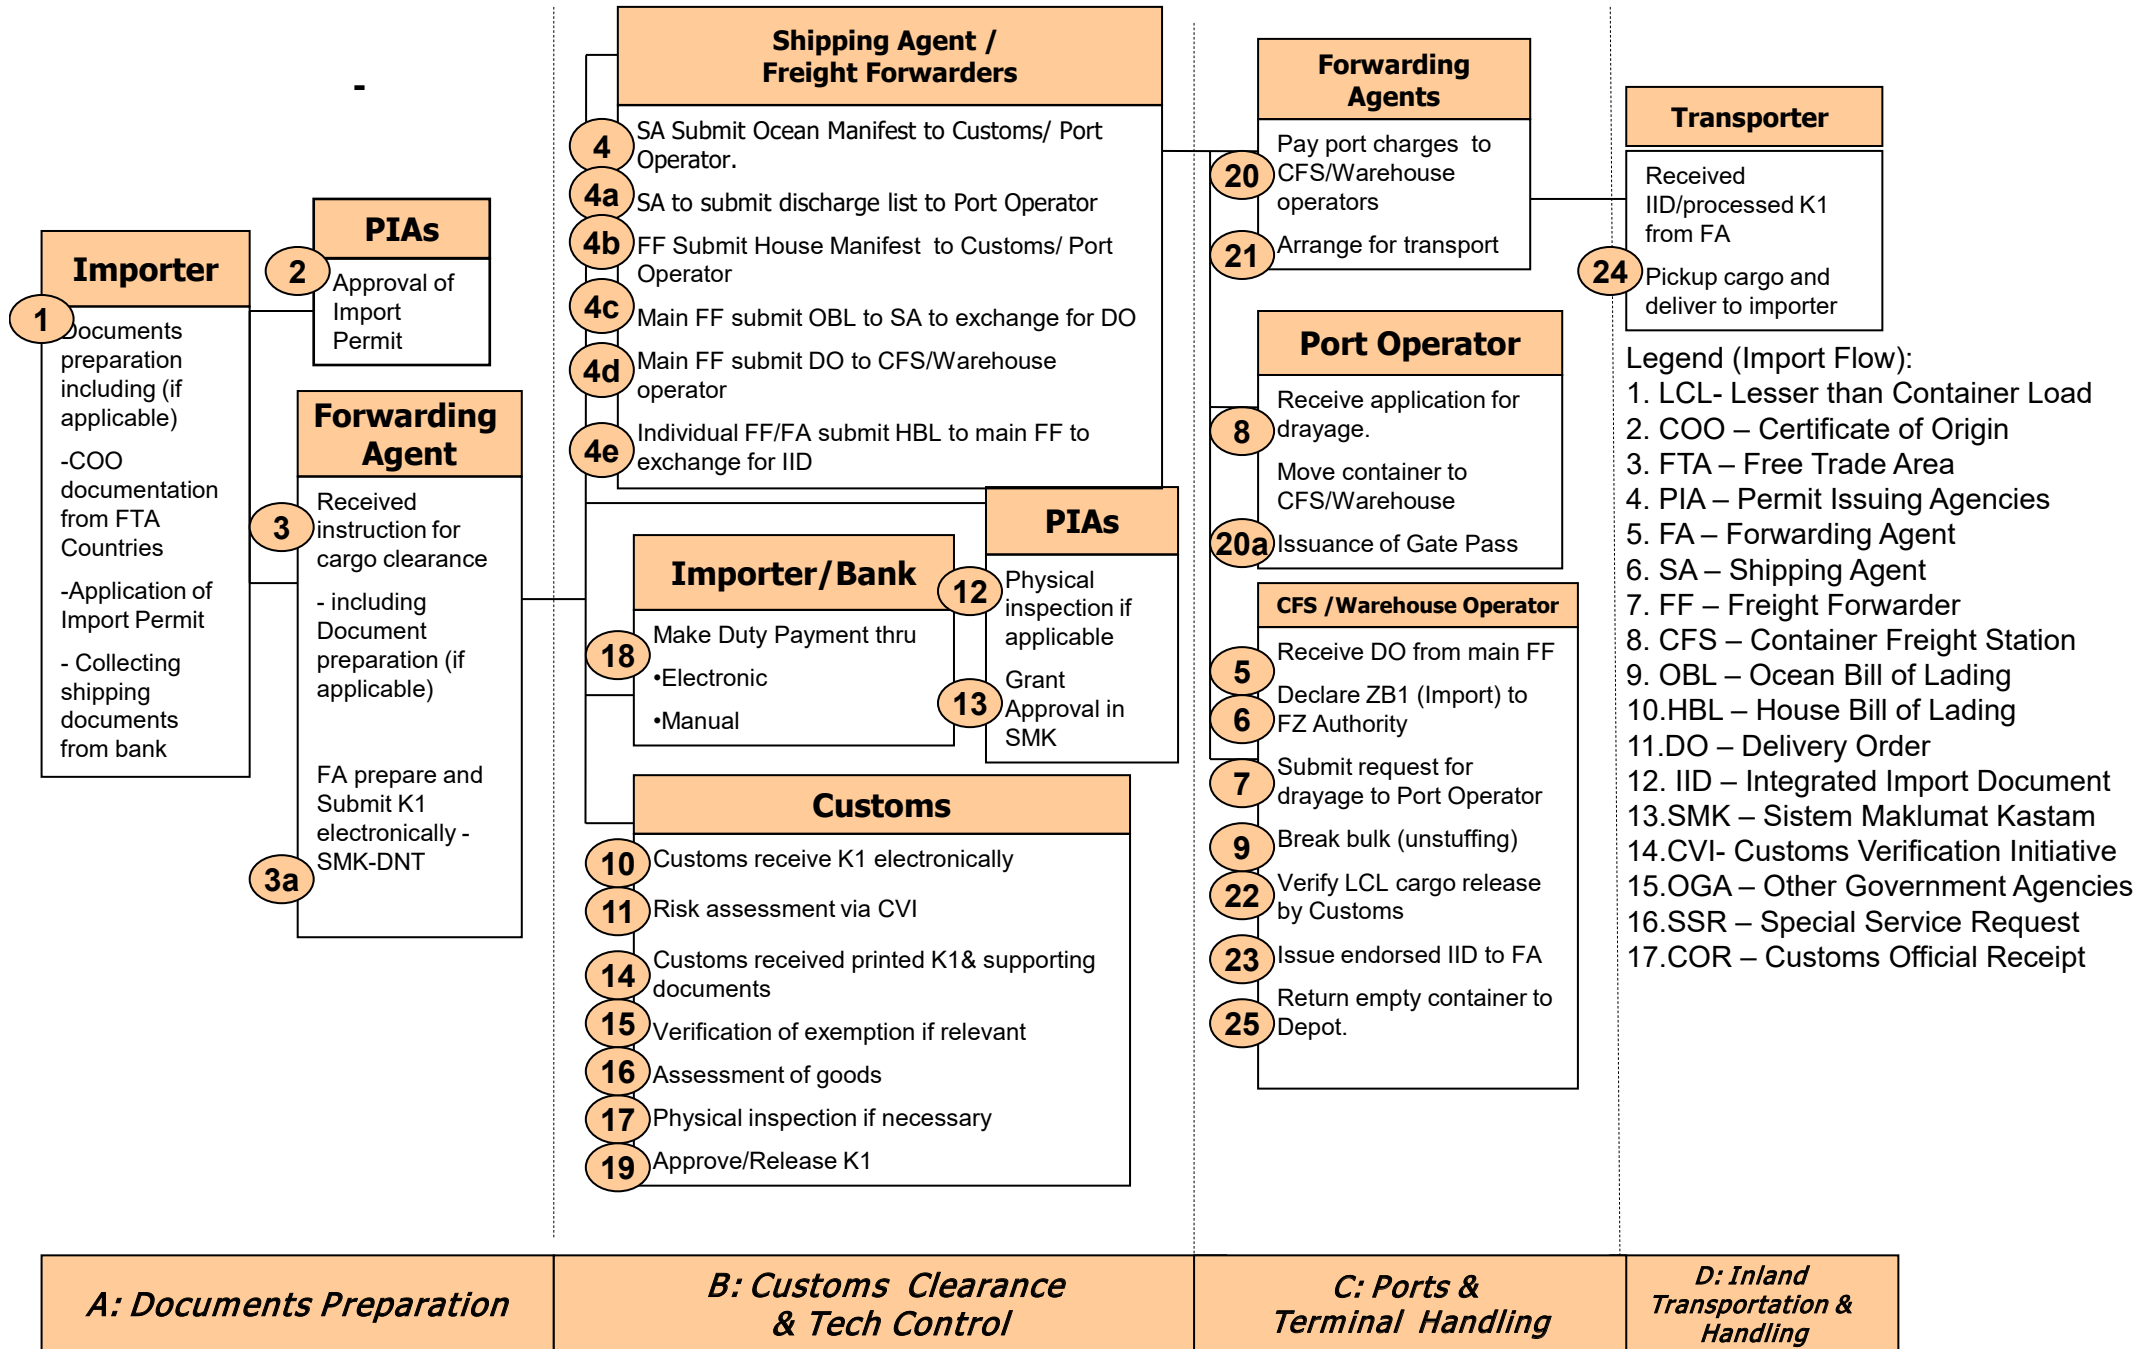 -
Importer
1
Documents
preparation
including (if
applicable)
-COO
documentation
from FTA
Countries
-Application of
Import Permit
- Collecting
shipping
documents
from bank
PIAs
2
Approval of
Import
Permit
Forwarding
Agent
3
Received
instruction for
cargo clearance
- including
Document
preparation (if
applicable)
FA prepare and
Submit K1
electronically -
SMK-DNT
3a
Shipping Agent /
Freight Forwarders
4
SA Submit Ocean Manifest to Customs/ Port
Operator.
4a
SA to submit discharge list to Port Operator
4b
FF Submit House Manifest to Customs/ Port
Operator
4c
Main FF submit OBL to SA to exchange for DO
4d
Main FF submit DO to CFS/Warehouse
operator
4e
Individual FF/FA submit HBL to main FF to
exchange for IID
Importer/Bank
18
Make Duty Payment thru
•Electronic
•Manual
PIAs
12
Physical
inspection if
applicable
13
Grant
Approval in
SMK
Customs
10
Customs receive K1 electronically
11
Risk assessment via CVI
14
Customs received printed K1& supporting
documents
15
Verification of exemption if relevant
16
Assessment of goods
17
Physical inspection if necessary
19
Approve/Release K1
Forwarding
Agents
20
Pay port charges to
CFS/Warehouse
operators
21
Arrange for transport
Port Operator
8
Receive application for
drayage.
Move container to
CFS/Warehouse
20a
Issuance of Gate Pass
CFS /Warehouse Operator
5
Receive DO from main FF
6
Declare ZB1 (Import) to
FZ Authority
7
Submit request for
drayage to Port Operator
9
Break bulk (unstuffing)
22
Verify LCL cargo release
by Customs
23
Issue endorsed IID to FA
25
Return empty container to
Depot.
Transporter
Received
IID/processed K1
from FA
24
Pickup cargo and
deliver to importer
Legend (Import Flow):
1. LCL- Lesser than Container Load
2. COO – Certificate of Origin
3. FTA – Free Trade Area
4. PIA – Permit Issuing Agencies
5. FA – Forwarding Agent
6. SA – Shipping Agent
7. FF – Freight Forwarder
8. CFS – Container Freight Station
9. OBL – Ocean Bill of Lading
10.HBL – House Bill of Lading
11.DO – Delivery Order
12. IID – Integrated Import Document
13.SMK – Sistem Maklumat Kastam
14.CVI- Customs Verification Initiative
15.OGA – Other Government Agencies
16.SSR – Special Service Request
17.COR – Customs Official Receipt
A: Documents Preparation
B: Customs Clearance
& Tech Control
C: Ports &
Terminal Handling
D: Inland
Transportation &
Handling